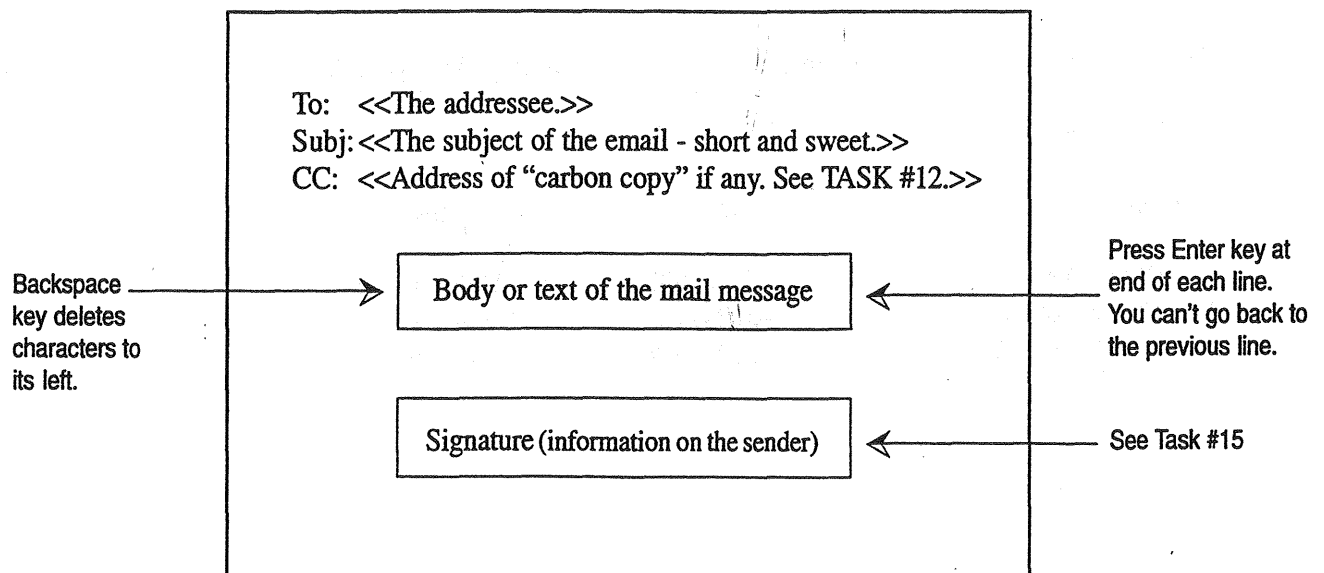 To: <<The addressee.>>
Subj: <<The subject of the email - short and sweet.>>
CC: <<Address of “carbon copy” if any. See TASK #12.>>
Backspace
key deletes
characters to
its left.
Body or text of the mail message
Press Enter key at
end of each line.
You can't go back to
the previous line.
Signature (information on the sender)
See Task #15